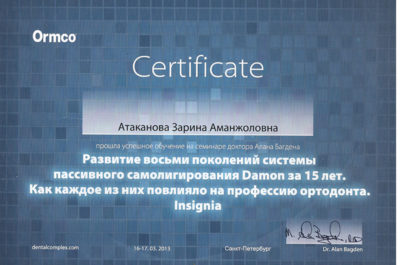 Ormco
Certificate
Атаканова Зарина Аманжоловна
прошла успешное обучение на семинаре доктора Алана Багдена
Развитие восьми поколений системы
пассивного самолигирования Damon за 15 лет.
Как каждое из них повлияло на профессию ортодонта.
Insignia
dentalcomplex.com 16-17. 03. 2013 Санкт-Петербург Dr. Alan Bagden